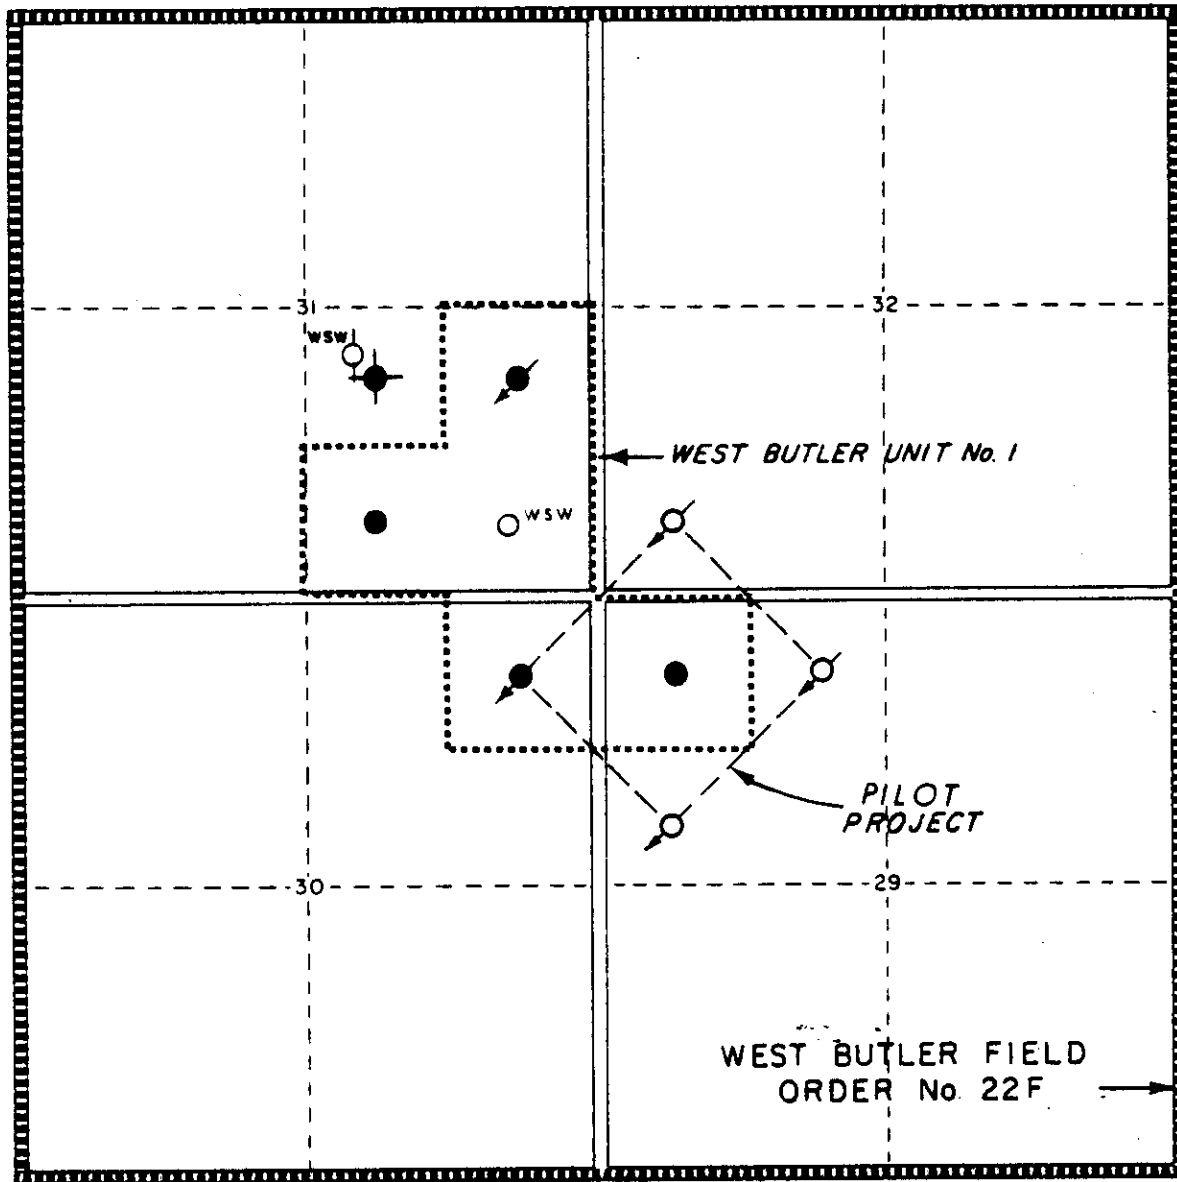 31
32
WSW
WEST BUTLER UNIT No. 1
WSW
PILOT
PROJECT
30
29
WEST BUTLER FIELD
ORDER No. 22F